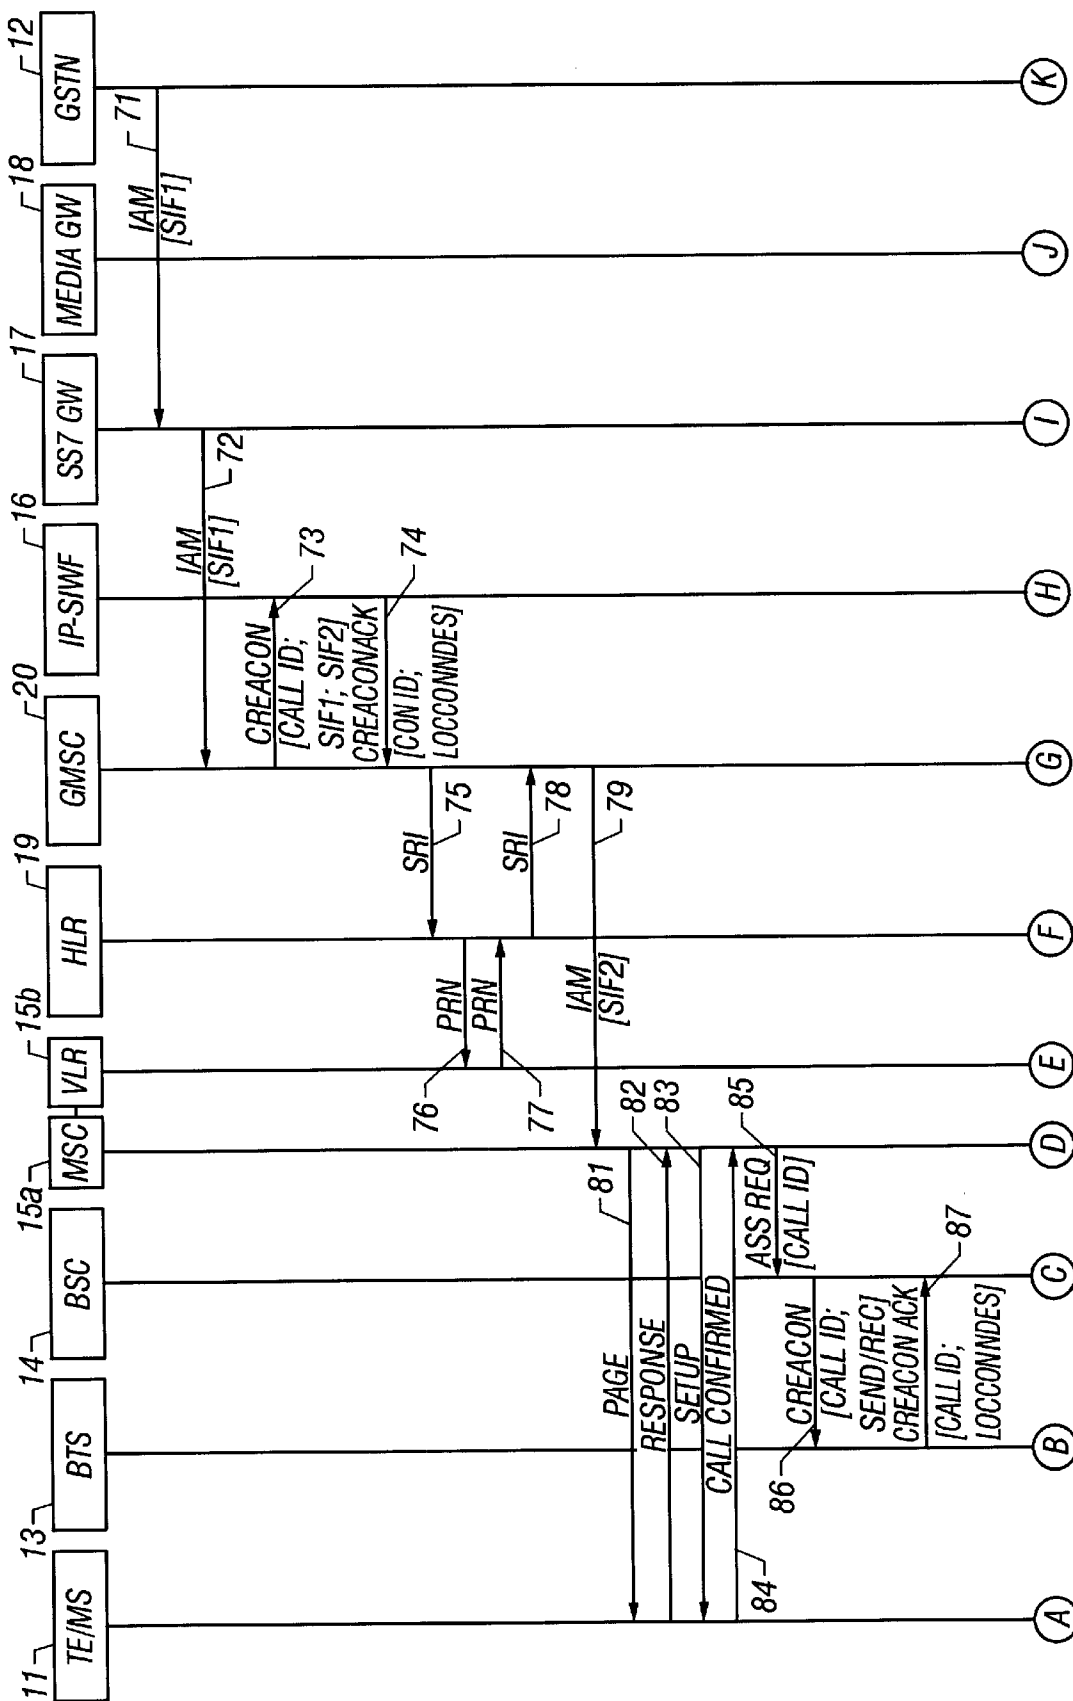 11
TE/MS
13
BTS
14
BSC
15a
MSC
15b
VLR
19
HLR
20
GMSC
16
IP-SIWF
17
SS7 GW
18
MEDIA GW
12
GSTN
IAM
[SIF1]
71
IAM
[SIF1]
72
CREACON
[CALL ID;
SIF1; SIF2]
73
CREACONACK
[CON ID;
LOCCONNDES]
74
SRI
75
PRN
76
PRN
77
SRI
78
IAM
[SIF2]
79
PAGE
81
RESPONSE
82
SETUP
83
CALL CONFIRMED
84
ASS REQ
[CALL ID]
85
CREACON
[CALL ID;
SEND/REC]
86
CREACON ACK
[CALL ID;
LOCCONNDES]
87
A
B
C
D
E
F
G
H
I
J
K